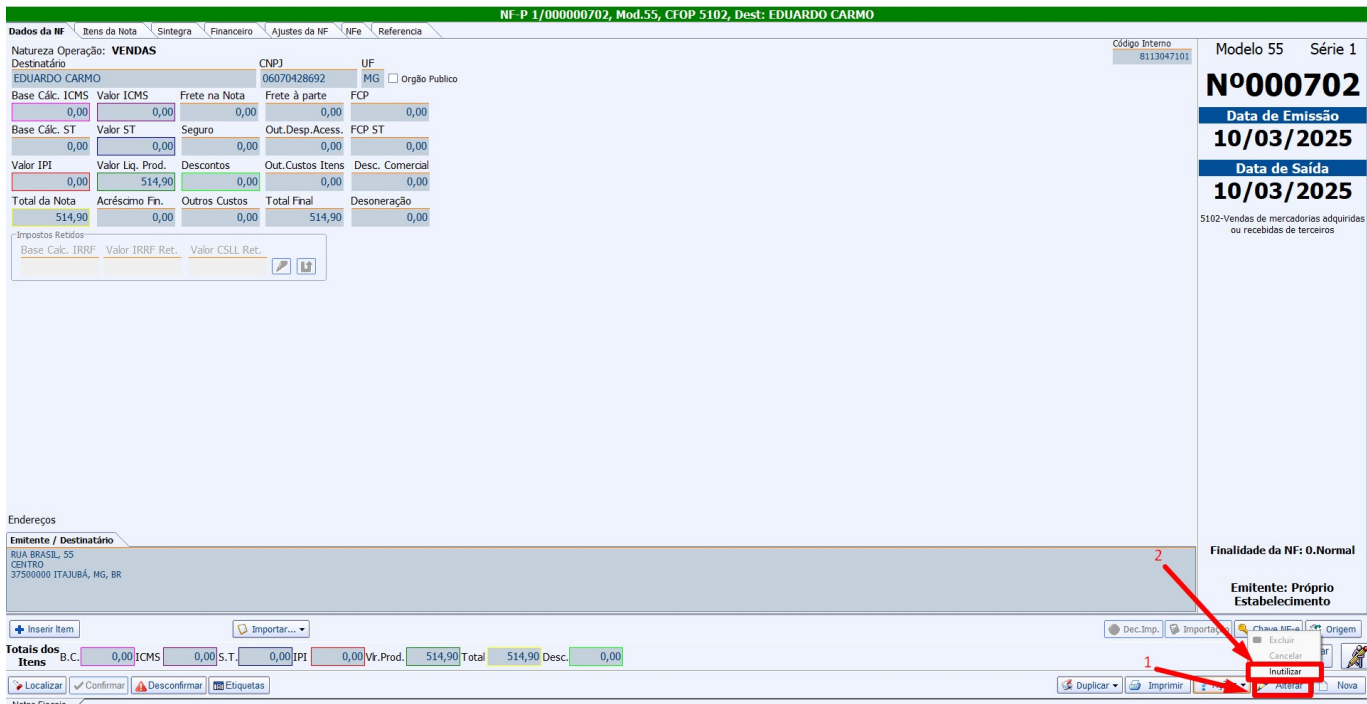 NF-P 1/000000702, Mod.55, CFOP 5102, Dest: EDUARDO CARMO
Dados da NF Itens da Nota Sintegra Financeiro Ajustes da NF NFe Referencia
Natureza Operação: VENDAS
Código Interno
8113047101
Modelo 55 Série 1
Destinatário CNPJ UF
EDUARDO CARMO 06070428692 MG Orgão Publico
Nº000702
Base Cálc. ICMS Valor ICMS Frete na Nota Frete à parte FCP
0,00 0,00 0,00 0,00 0,00
Data de Emissão
10/03/2025
Base Cálc. ST Valor ST Seguro Out.Desp.Acess. FCP ST
0,00 0,00 0,00 0,00 0,00
Valor IPI Valor Liq. Prod. Descontos Out.Custos Itens Desc. Comercial
0,00 514,90 0,00 0,00 0,00
Data de Saída
10/03/2025
Total da Nota Acréscimo Fin. Outros Custos Total Final Desoneração
514,90 0,00 0,00 514,90 0,00
5102-Vendas de mercadorias adquiridas
ou recebidas de terceiros
Impostos Retidos
Base Calc. IRRF Valor IRRF Ret. Valor CSLL Ret.
Endereços
Emitente / Destinatário
RUA BRASIL, 55
CENTRO
37500000 ITAJUBÁ, MG, BR
Finalidade da NF: 0.Normal
Emitente: Próprio
Estabelecimento
2
Inserir Item Importar... Dec.Imp. Chave NF-e Origem
Excluir
Cancelar
Inutilizar
Totais dos
Itens B.C. 0,00 ICMS 0,00 S.T. 0,00 IPI 0,00 Vlr.Prod. 514,90 Total 514,90 Desc. 0,00
1
Localizar Confirmar Desconfirmar Etiquetas Duplicar Imprimir Alterar Nova